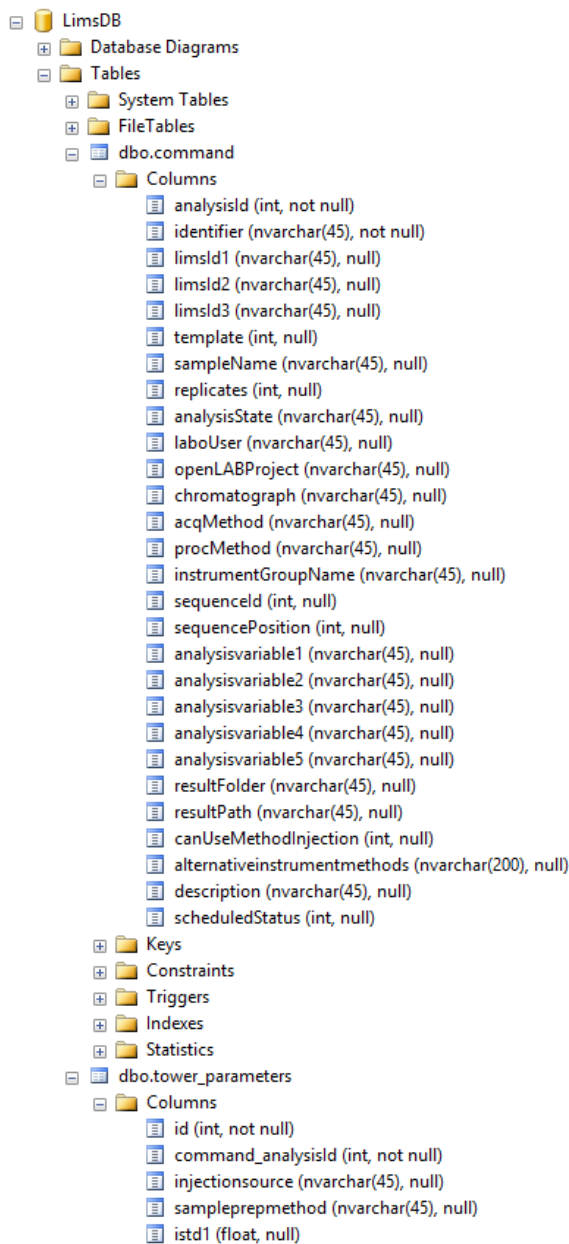 LimsDB
Database Diagrams
Tables
System Tables
FileTables
dbo.command
Columns
analysisId (int, not null)
identifier (nvarchar(45), not null)
limsId1 (nvarchar(45), null)
limsId2 (nvarchar(45), null)
limsId3 (nvarchar(45), null)
template (int, null)
sampleName (nvarchar(45), null)
replicates (int, null)
analysisState (nvarchar(45), null)
laboUser (nvarchar(45), null)
openLABProject (nvarchar(45), null)
chromatograph (nvarchar(45), null)
acqMethod (nvarchar(45), null)
procMethod (nvarchar(45), null)
instrumentGroupName (nvarchar(45), null)
sequenceId (int, null)
sequencePosition (int, null)
analysisvariable1 (nvarchar(45), null)
analysisvariable2 (nvarchar(45), null)
analysisvariable3 (nvarchar(45), null)
analysisvariable4 (nvarchar(45), null)
analysisvariable5 (nvarchar(45), null)
resultFolder (nvarchar(45), null)
resultPath (nvarchar(45), null)
canUseMethodInjection (int, null)
alternativeinstrumentmethods (nvarchar(200), null)
description (nvarchar(45), null)
scheduledStatus (int, null)
Keys
Constraints
Triggers
Indexes
Statistics
dbo.tower_parameters
Columns
id (int, not null)
command_analysisId (int, not null)
injectionsource (nvarchar(45), null)
sampleprepmethod (nvarchar(45), null)
istd1 (float, null)